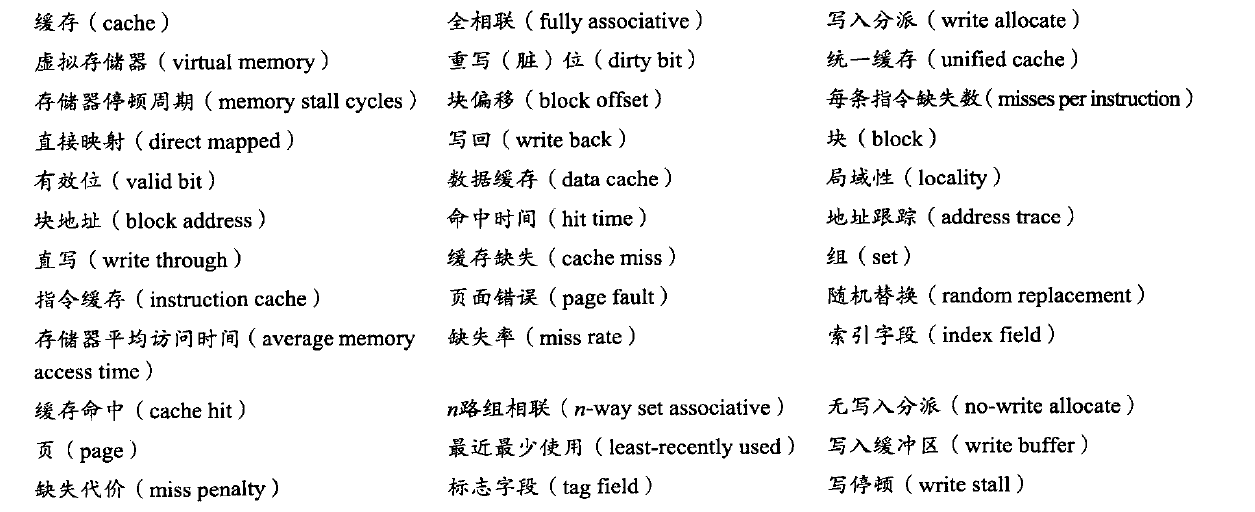 缓存（cache） 全相联（fully associative） 写入分派（write allocate）
虚拟存储器（virtual memory） 重写（脏）位（dirty bit） 统一缓存（unified cache）
存储器停顿周期（memory stall cycles） 块偏移（block offset） 每条指令缺失数（misses per instruction）
直接映射（direct mapped） 写回（write back） 块（block）
有效位（valid bit） 数据缓存（data cache） 局域性（locality）
块地址（block address） 命中时间（hit time） 地址跟踪（address trace）
直写（write through） 缓存缺失（cache miss） 组（set）
指令缓存（instruction cache） 页面错误（page fault） 随机替换（random replacement）
存储器平均访问时间（average memory 缺失率（miss rate） 索引字段（index field）
access time）
缓存命中（cache hit） n路组相联（n-way set associative） 无写入分派（no-write allocate）
页（page） 最近最少使用（least-recently used） 写入缓冲区（write buffer）
缺失代价（miss penalty） 标志字段（tag field） 写停顿（write stall）